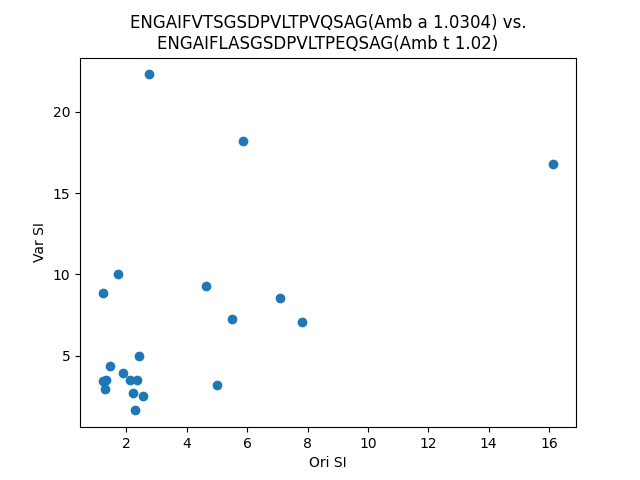 ENGAIFVTSGSDPVLTPVQSAG(Amb a 1.0304) vs.
ENGAIFLASGSDPVLTPEQSAG(Amb t 1.02)
20
15
Var SI
10
5
2 4 6 8 10 12 14 16
Ori SI